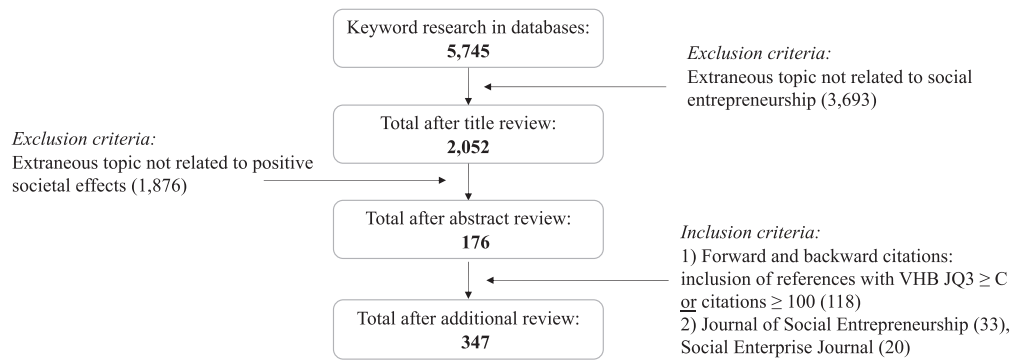 Keyword research in databases:
5,745
Exclusion criteria:
Extraneous topic not related to social
entrepreneurship (3,693)
Total after title review:
2,052
Exclusion criteria:
Extraneous topic not related to positive
societal effects (1,876)
Total after abstract review:
176
Inclusion criteria:
1) Forward and backward citations:
inclusion of references with VHB JQ3 ≥ C
or citations ≥ 100 (118)
2) Journal of Social Entrepreneurship (33),
Social Enterprise Journal (20)
Total after additional review:
347